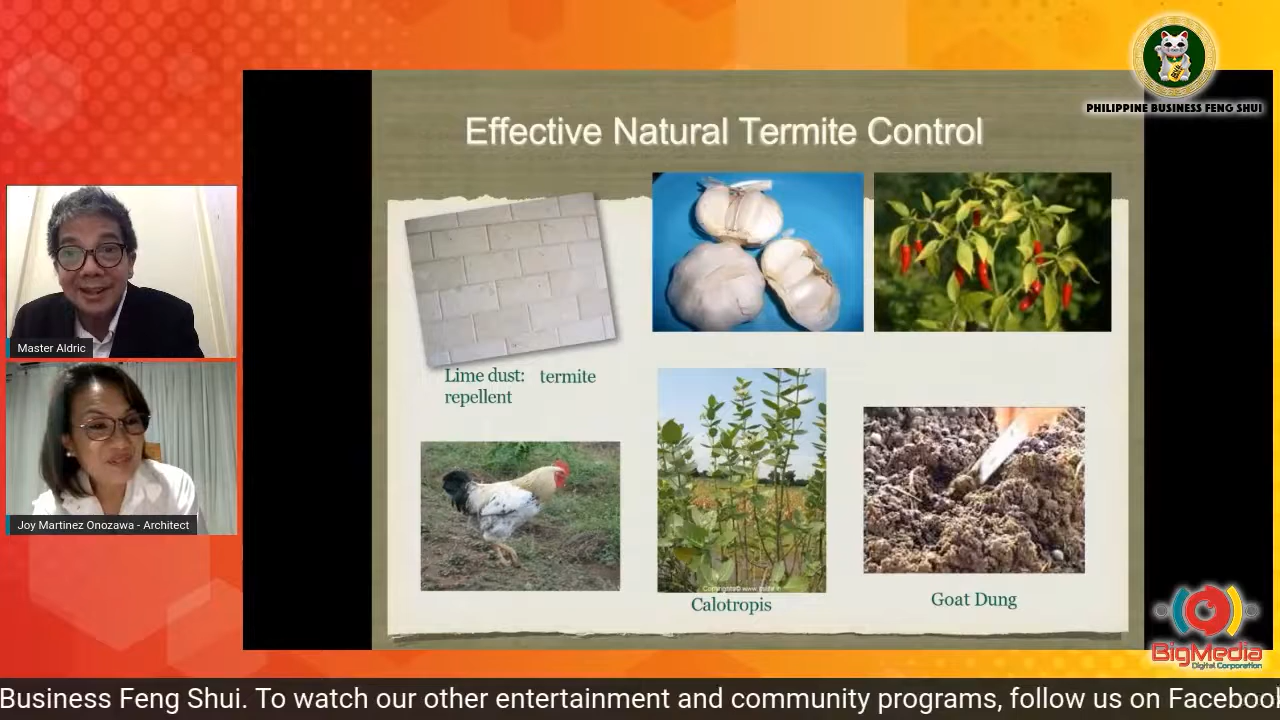 PHILIPPINE BUSINESS FENG SHUI
Effective Natural Termite Control
Master Aldric
Lime dust: termite
repellent
Joy Martinez Onozawa - Architect
Calotropis
Goat Dung
BigMedia
Digital Corporation
Business Feng Shui. To watch our other entertainment and community programs, follow us on Facebook